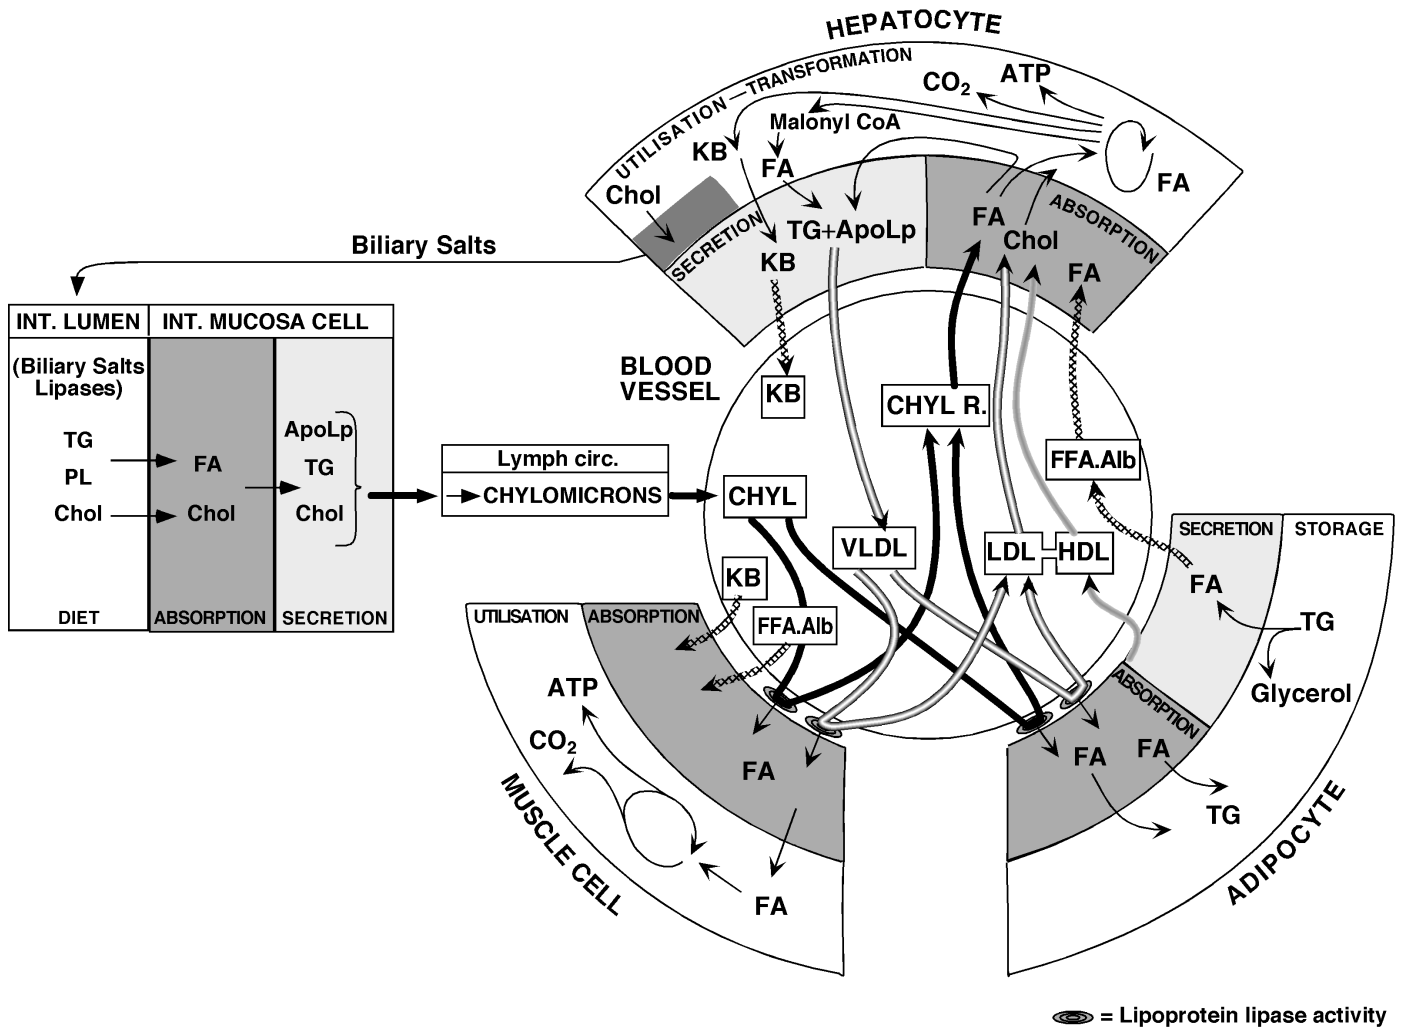 HEPATOCYTE
UTILISATION — TRANSFORMATION
CO2
ATP
Malonyl CoA
KB
FA
FA
Chol
SECRETION
TG+ApoLp
KB
FA
Chol
ABSORPTION
FA
Biliary Salts
INT. LUMEN
INT. MUCOSA CELL
(Biliary Salts
Lipases)
TG
PL
Chol
DIET
FA
Chol
ABSORPTION
ApoLp
TG
Chol
SECRETION
Lymph circ.
CHYLOMICRONS
BLOOD
VESSEL
KB
CHYL R.
FFA.Alb
CHYL
VLDL
LDL
HDL
KB
FFA.Alb
UTILISATION
ABSORPTION
ATP
CO2
FA
FA
MUSCLE CELL
SECRETION
STORAGE
FA
TG
Glycerol
ABSORPTION
FA
FA
TG
ADIPOCYTE
= Lipoprotein lipase activity